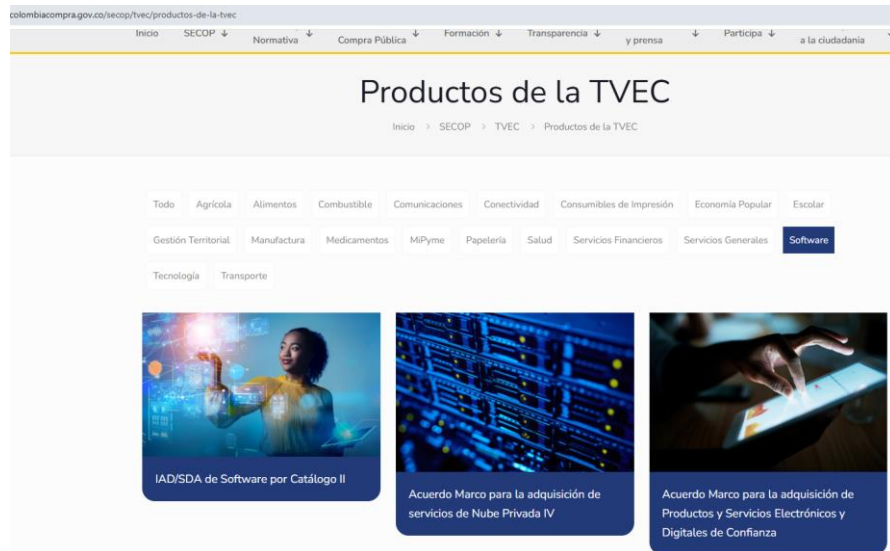 colombiacompra.gov.co/secop/tvec/productos-de-la-tvec
Inicio SECOP Normativa Compra Pública Formación Transparencia y prensa Participa a la ciudadania
Productos de la TVEC
Inicio > SECOP > TVEC > Productos de la TVEC
Todo Agrícola Alimentos Combustible Comunicaciones Conectividad Consumibles de Impresión Economía Popular Escolar
Gestión Territorial Manufactura Medicamentos MiPyme Papelería Salud Servicios Financieros Servicios Generales Software
Tecnología Transporte
IAD/SDA de Software por Catálogo II
Acuerdo Marco para la adquisición de
servicios de Nube Privada IV
Acuerdo Marco para la adquisición de
Productos y Servicios Electrónicos y
Digitales de Confianza